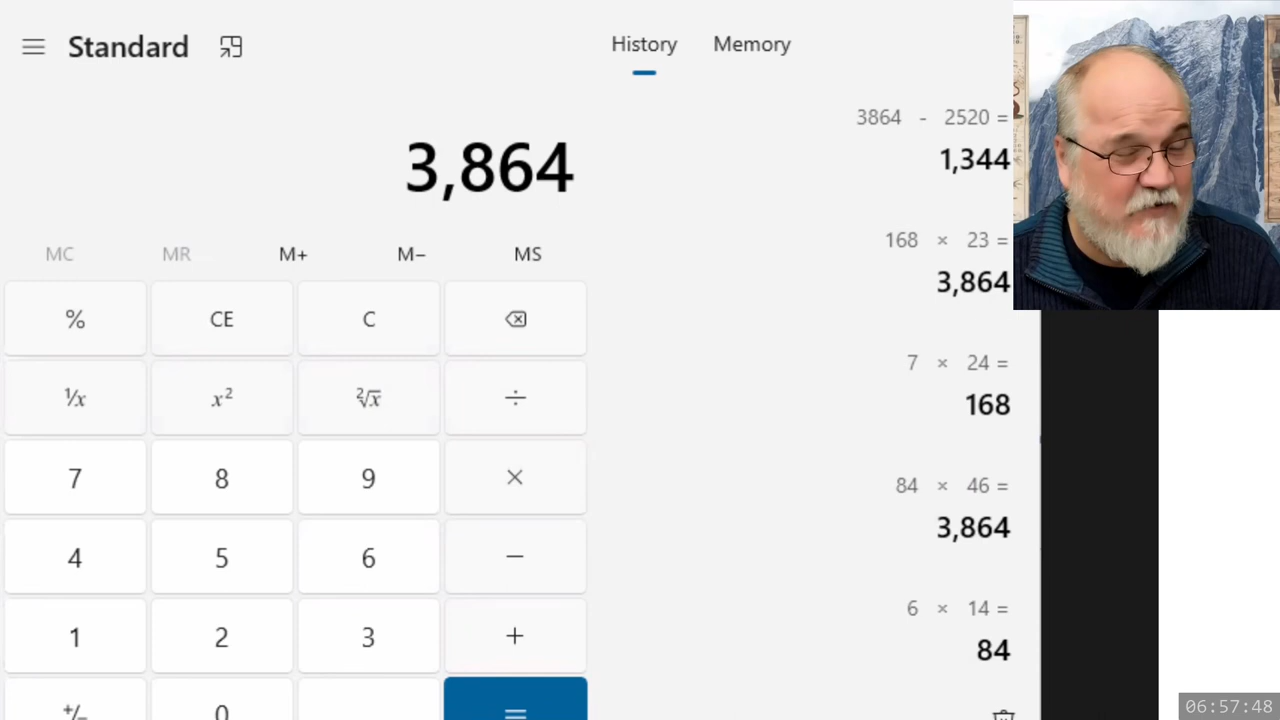 Standard
History Memory
3864 - 2520 =
1,344
3,864
168 × 23 =
3,864
MC MR M+ M− MS
% CE C
7 × 24 =
168
¹⁄x x² ²√x ÷
7 8 9 ×
84 × 46 =
3,864
4 5 6 −
6 × 14 =
84
1 2 3 +
+/− 0 =
06:57:48